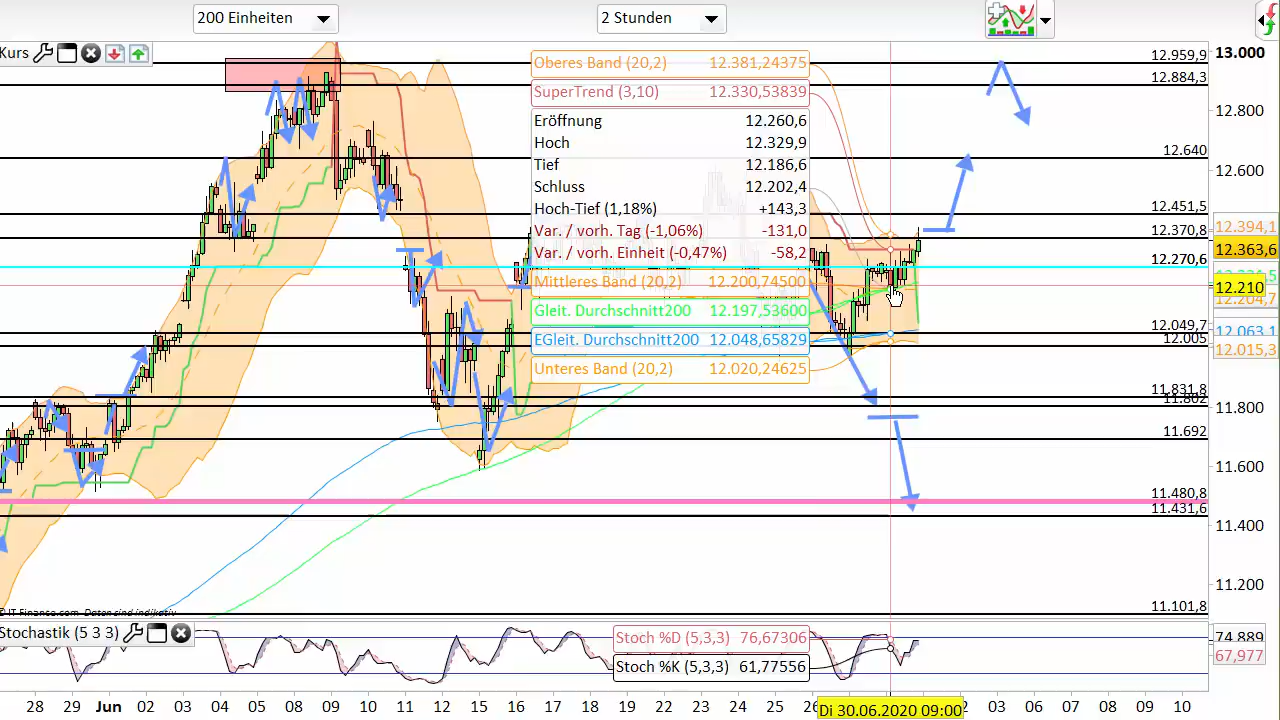 200 Einheiten
2 Stunden
Kurs
13.000
12.959,9
12.884,3
12.800
12.640
12.600
12.451,5
12.394,1
12.370,8
12.363,6
12.270,6
12.210
12.204,7
12.063,1
12.049,7
12.005
12.015,3
11.831,8
11.802
11.800
11.692
11.600
11.480,8
11.431,6
11.400
11.200
11.101,8
Oberes Band (20,2) 12.381,24375
SuperTrend (3,10) 12.330,53839
Eröffnung 12.260,6
Hoch 12.329,9
Tief 12.186,6
Schluss 12.202,4
Hoch-Tief (1,18%) +143,3
Var. / vorh. Tag (-1,06%) -131,0
Var. / vorh. Einheit (-0,47%) -58,2
Mittleres Band (20,2) 12.200,74500
Gleit. Durchschnitt200 12.197,53600
EGleit. Durchschnitt200 12.048,65829
Unteres Band (20,2) 12.020,24625
© IT-Finance.com Daten sind indikativ
Stochastik (5 3 3)
Stoch %D (5,3,3) 76,67306
Stoch %K (5,3,3) 61,77556
74,889
67,977
28 29 Jun 02 03 04 05 08 09 10 11 12 15 16 17 18 19 22 23 24 25 26 Di 30.06.2020 09:00 2 03 06 07 08 09 10